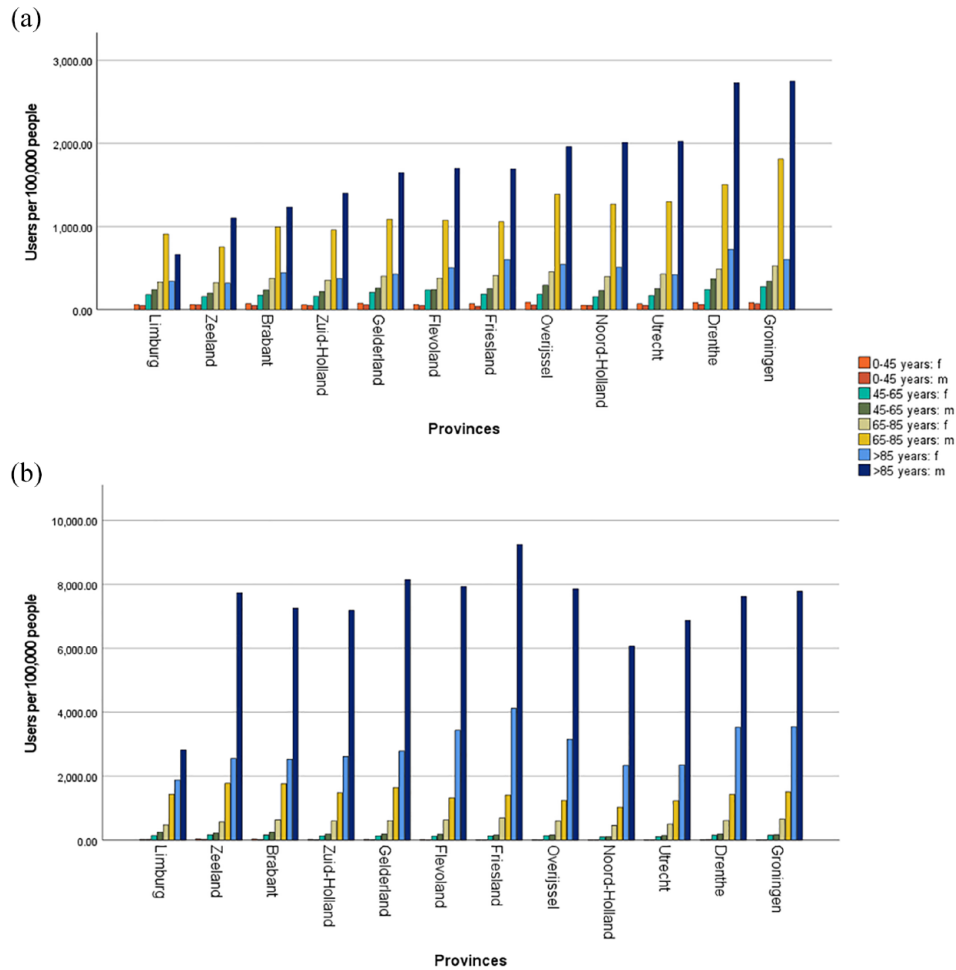 (a)
Users per 100,000 people
3,000.00
2,000.00
1,000.00
0.00
Limburg
Zeeland
Brabant
Zuid-Holland
Gelderland
Flevoland
Friesland
Overijssel
Noord-Holland
Utrecht
Drenthe
Groningen
Provinces
0-45 years: f
0-45 years: m
45-65 years: f
45-65 years: m
65-85 years: f
65-85 years: m
>85 years: f
>85 years: m
(b)
Users per 100,000 people
10,000.00
8,000.00
6,000.00
4,000.00
2,000.00
0.00
Limburg
Zeeland
Brabant
Zuid-Holland
Gelderland
Flevoland
Friesland
Overijssel
Noord-Holland
Utrecht
Drenthe
Groningen
Provinces